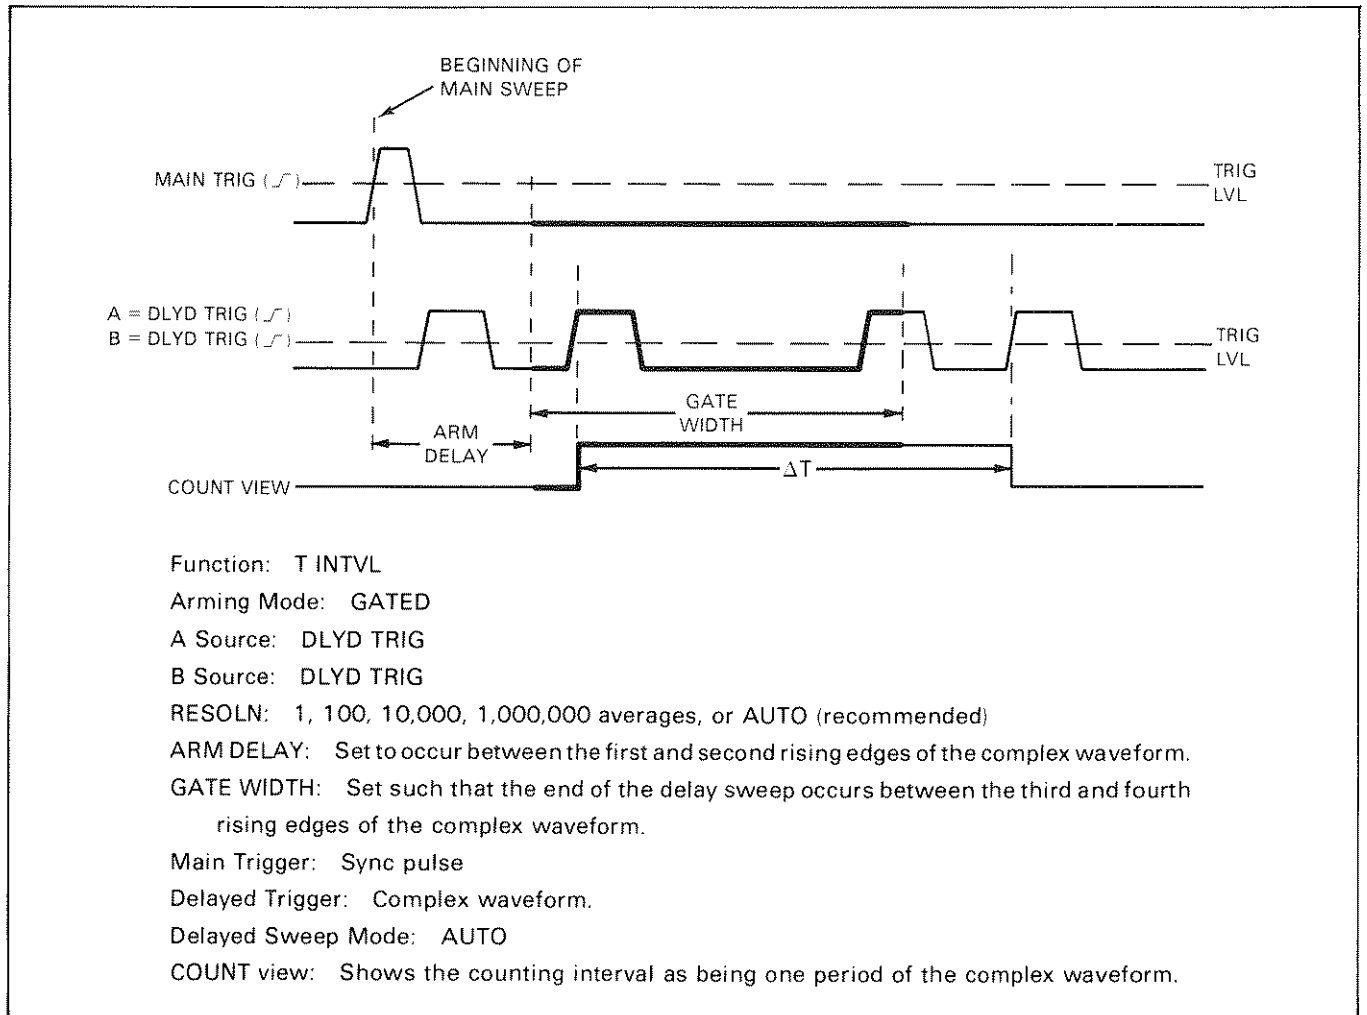 BEGINNING OF
MAIN SWEEP
MAIN TRIG (⎽/⎺)
TRIG
LVL
A = DLYD TRIG (⎽/⎺)
B = DLYD TRIG (⎽/⎺)
TRIG
LVL
GATE
WIDTH
ARM
DELAY
ΔT
COUNT VIEW
Function: T INTVL
Arming Mode: GATED
A Source: DLYD TRIG
B Source: DLYD TRIG
RESOLN: 1, 100, 10,000, 1,000,000 averages, or AUTO (recommended)
ARM DELAY: Set to occur between the first and second rising edges of the complex waveform.
GATE WIDTH: Set such that the end of the delay sweep occurs between the third and fourth
rising edges of the complex waveform.
Main Trigger: Sync pulse
Delayed Trigger: Complex waveform.
Delayed Sweep Mode: AUTO
COUNT view: Shows the counting interval as being one period of the complex waveform.